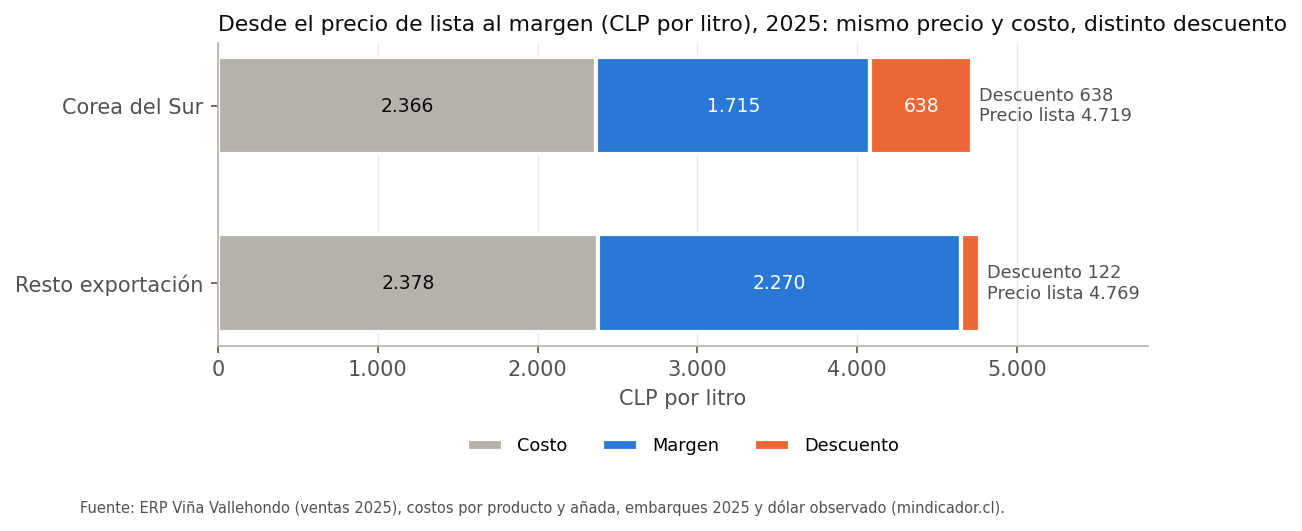 Desde el precio de lista al margen (CLP por litro), 2025: mismo precio y costo, distinto descuento
Corea del Sur
2.366
1.715
638
Descuento 638
Precio lista 4.719
Resto exportación
2.378
2.270
Descuento 122
Precio lista 4.769
0
1.000
2.000
3.000
4.000
5.000
CLP por litro
Costo
Margen
Descuento
Fuente: ERP Viña Vallehondo (ventas 2025), costos por producto y añada, embarques 2025 y dólar observado (mindicador.cl).